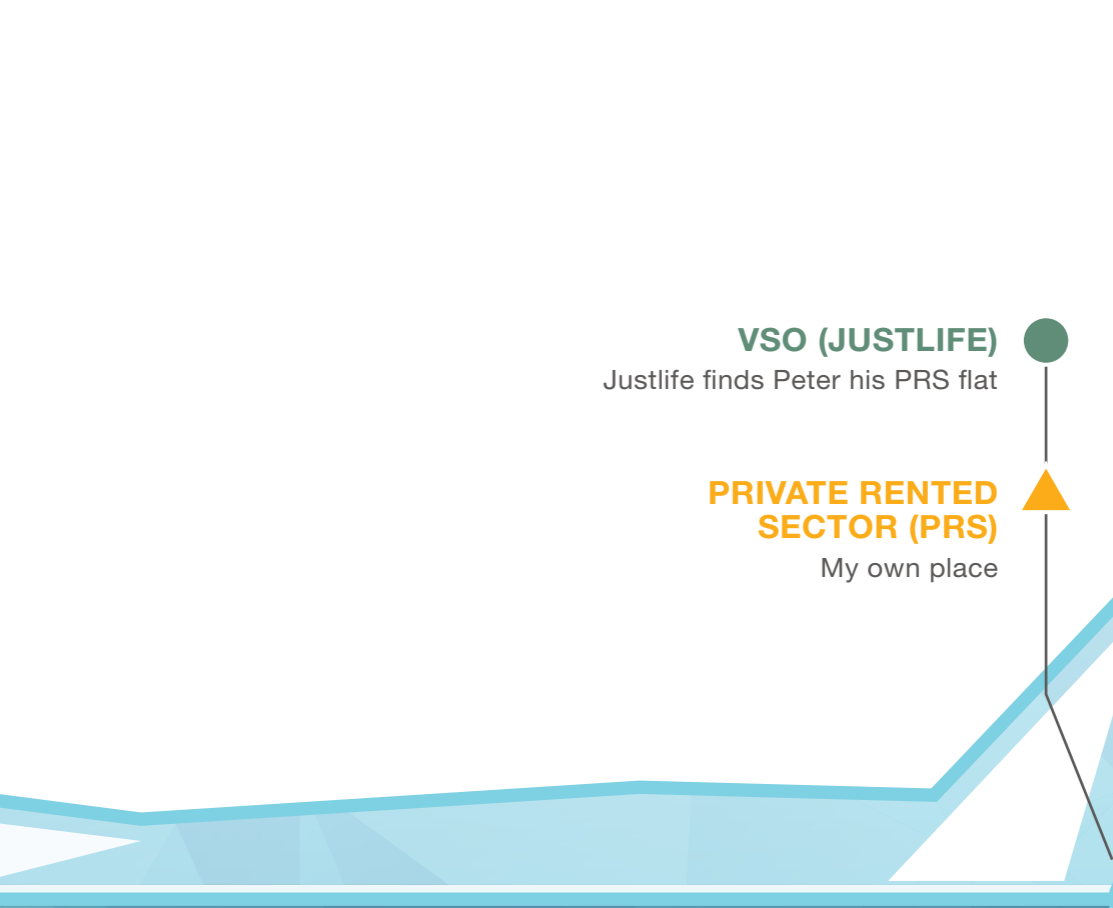 VSO (JUSTLIFE)
Justlife finds Peter his PRS flat
PRIVATE RENTED
SECTOR (PRS)
My own place